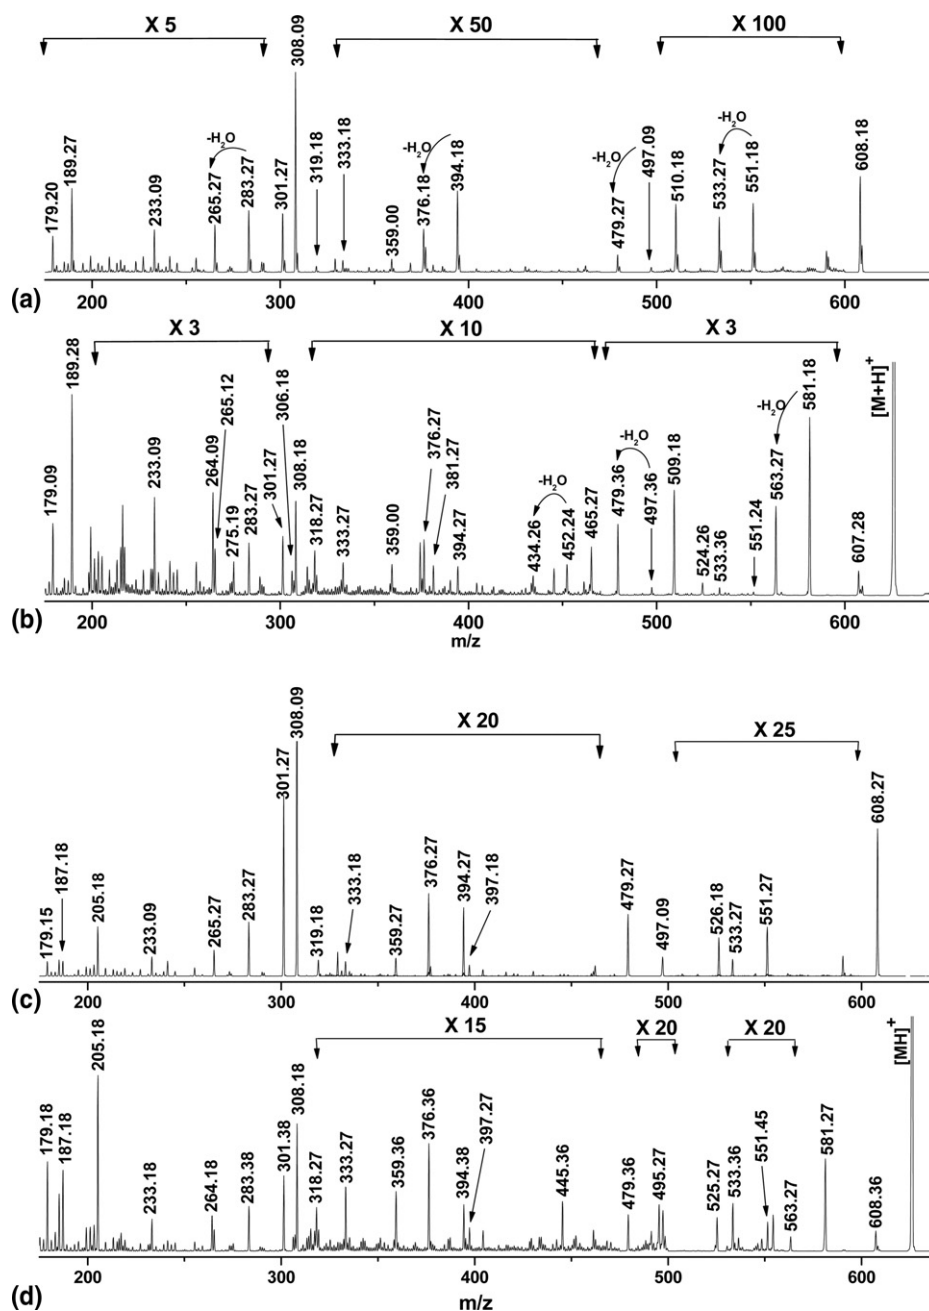 X 5
X 50
X 100
179.20
189.27
233.09
-H2O
265.27
283.27
301.27
308.09
319.18
333.18
359.00
-H2O
376.18
394.18
-H2O
479.27
497.09
510.18
-H2O
533.27
551.18
608.18
(a)
200 300 400 500 600
X 3
X 10
X 3
179.09
189.28
233.09
264.09
265.12
275.19
283.27
301.27
306.18
308.18
318.27
333.27
359.00
376.27
381.27
394.27
-H2O
434.26
452.24
465.27
-H2O
479.36
497.36
509.18
524.26
533.36
551.24
-H2O
563.27
581.18
607.28
[M+H]+
(b)
200 300 400 500 600
m/z
X 20
X 25
179.15
187.18
205.18
233.09
265.27
283.27
301.27
308.09
319.18
333.18
359.27
376.27
394.27
397.18
479.27
497.09
526.18
533.27
551.27
608.27
(c)
200 300 400 500 600
X 15
X 20
X 20
179.18
187.18
205.18
233.18
264.18
283.38
301.38
308.18
318.27
333.27
359.36
376.36
394.38
397.27
445.36
479.36
495.27
525.27
533.36
551.45
563.27
581.27
608.36
[MH]+
(d)
200 300 400 500 600
m/z